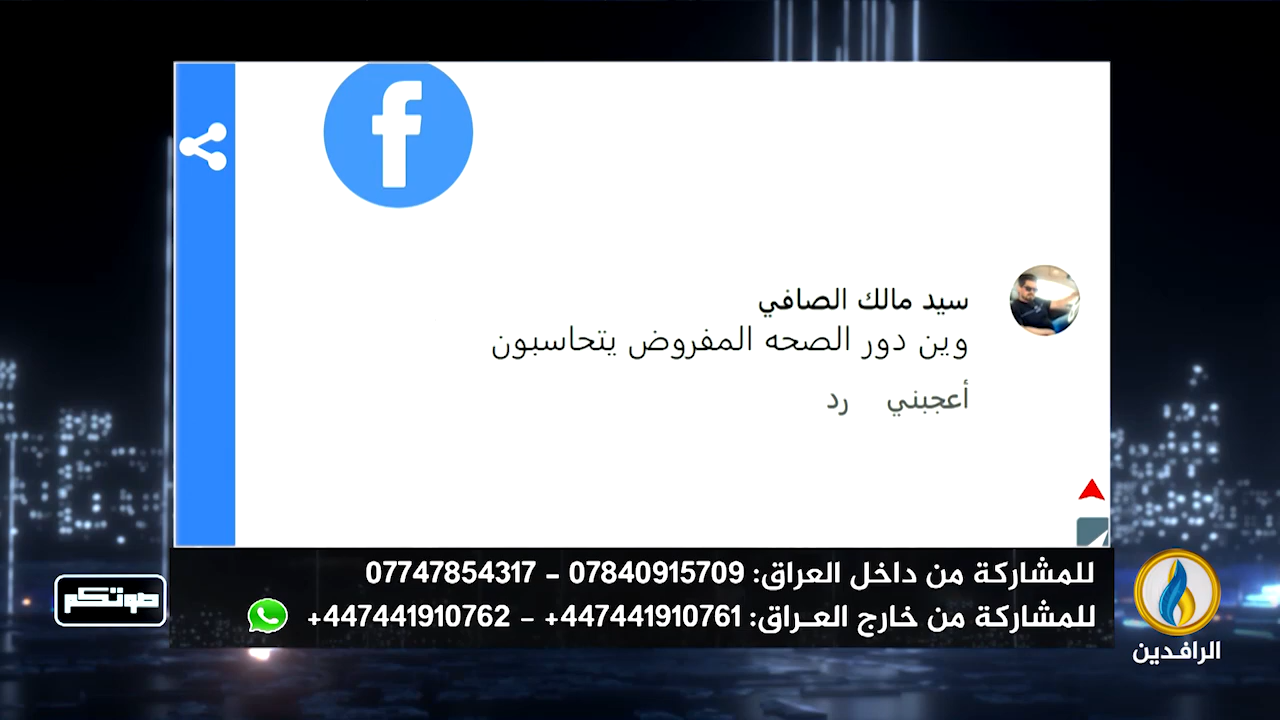 سيد مالك الصافي
وين دور الصحه المفروض يتحاسبون
أعجبني رد
للمشاركة من داخل العراق: 07840915709 - 07747854317
للمشاركة من خارج العـراق: 447441910761+ - 447441910762+
صوتكم
الرافدين